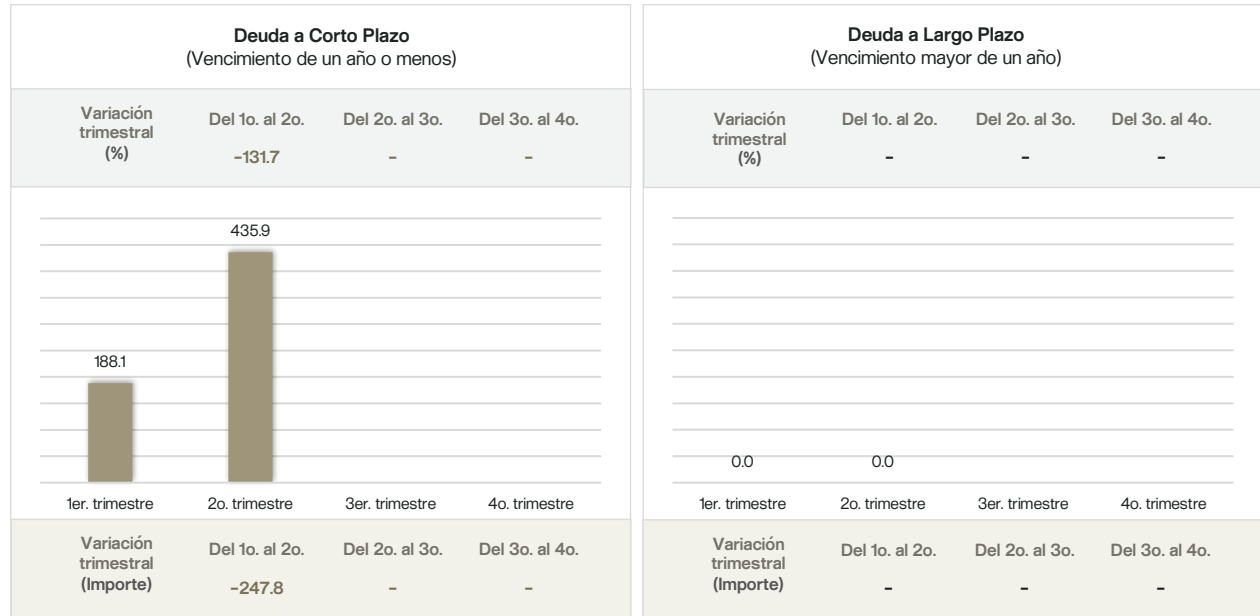 Deuda a Corto Plazo
(Vencimiento de un año o menos)
Variación
trimestral
(%)
Del 1o. al 2o.
Del 2o. al 3o.
Del 3o. al 4o.
-131.7
-
-
435.9
188.1
1er. trimestre
2o. trimestre
3er. trimestre
4o. trimestre
Variación
trimestral
(Importe)
Del 1o. al 2o.
Del 2o. al 3o.
Del 3o. al 4o.
-247.8
-
-
Deuda a Largo Plazo
(Vencimiento mayor de un año)
Variación
trimestral
(%)
Del 1o. al 2o.
Del 2o. al 3o.
Del 3o. al 4o.
-
-
-
0.0
0.0
1er. trimestre
2o. trimestre
3er. trimestre
4o. trimestre
Variación
trimestral
(Importe)
Del 1o. al 2o.
Del 2o. al 3o.
Del 3o. al 4o.
-
-
-